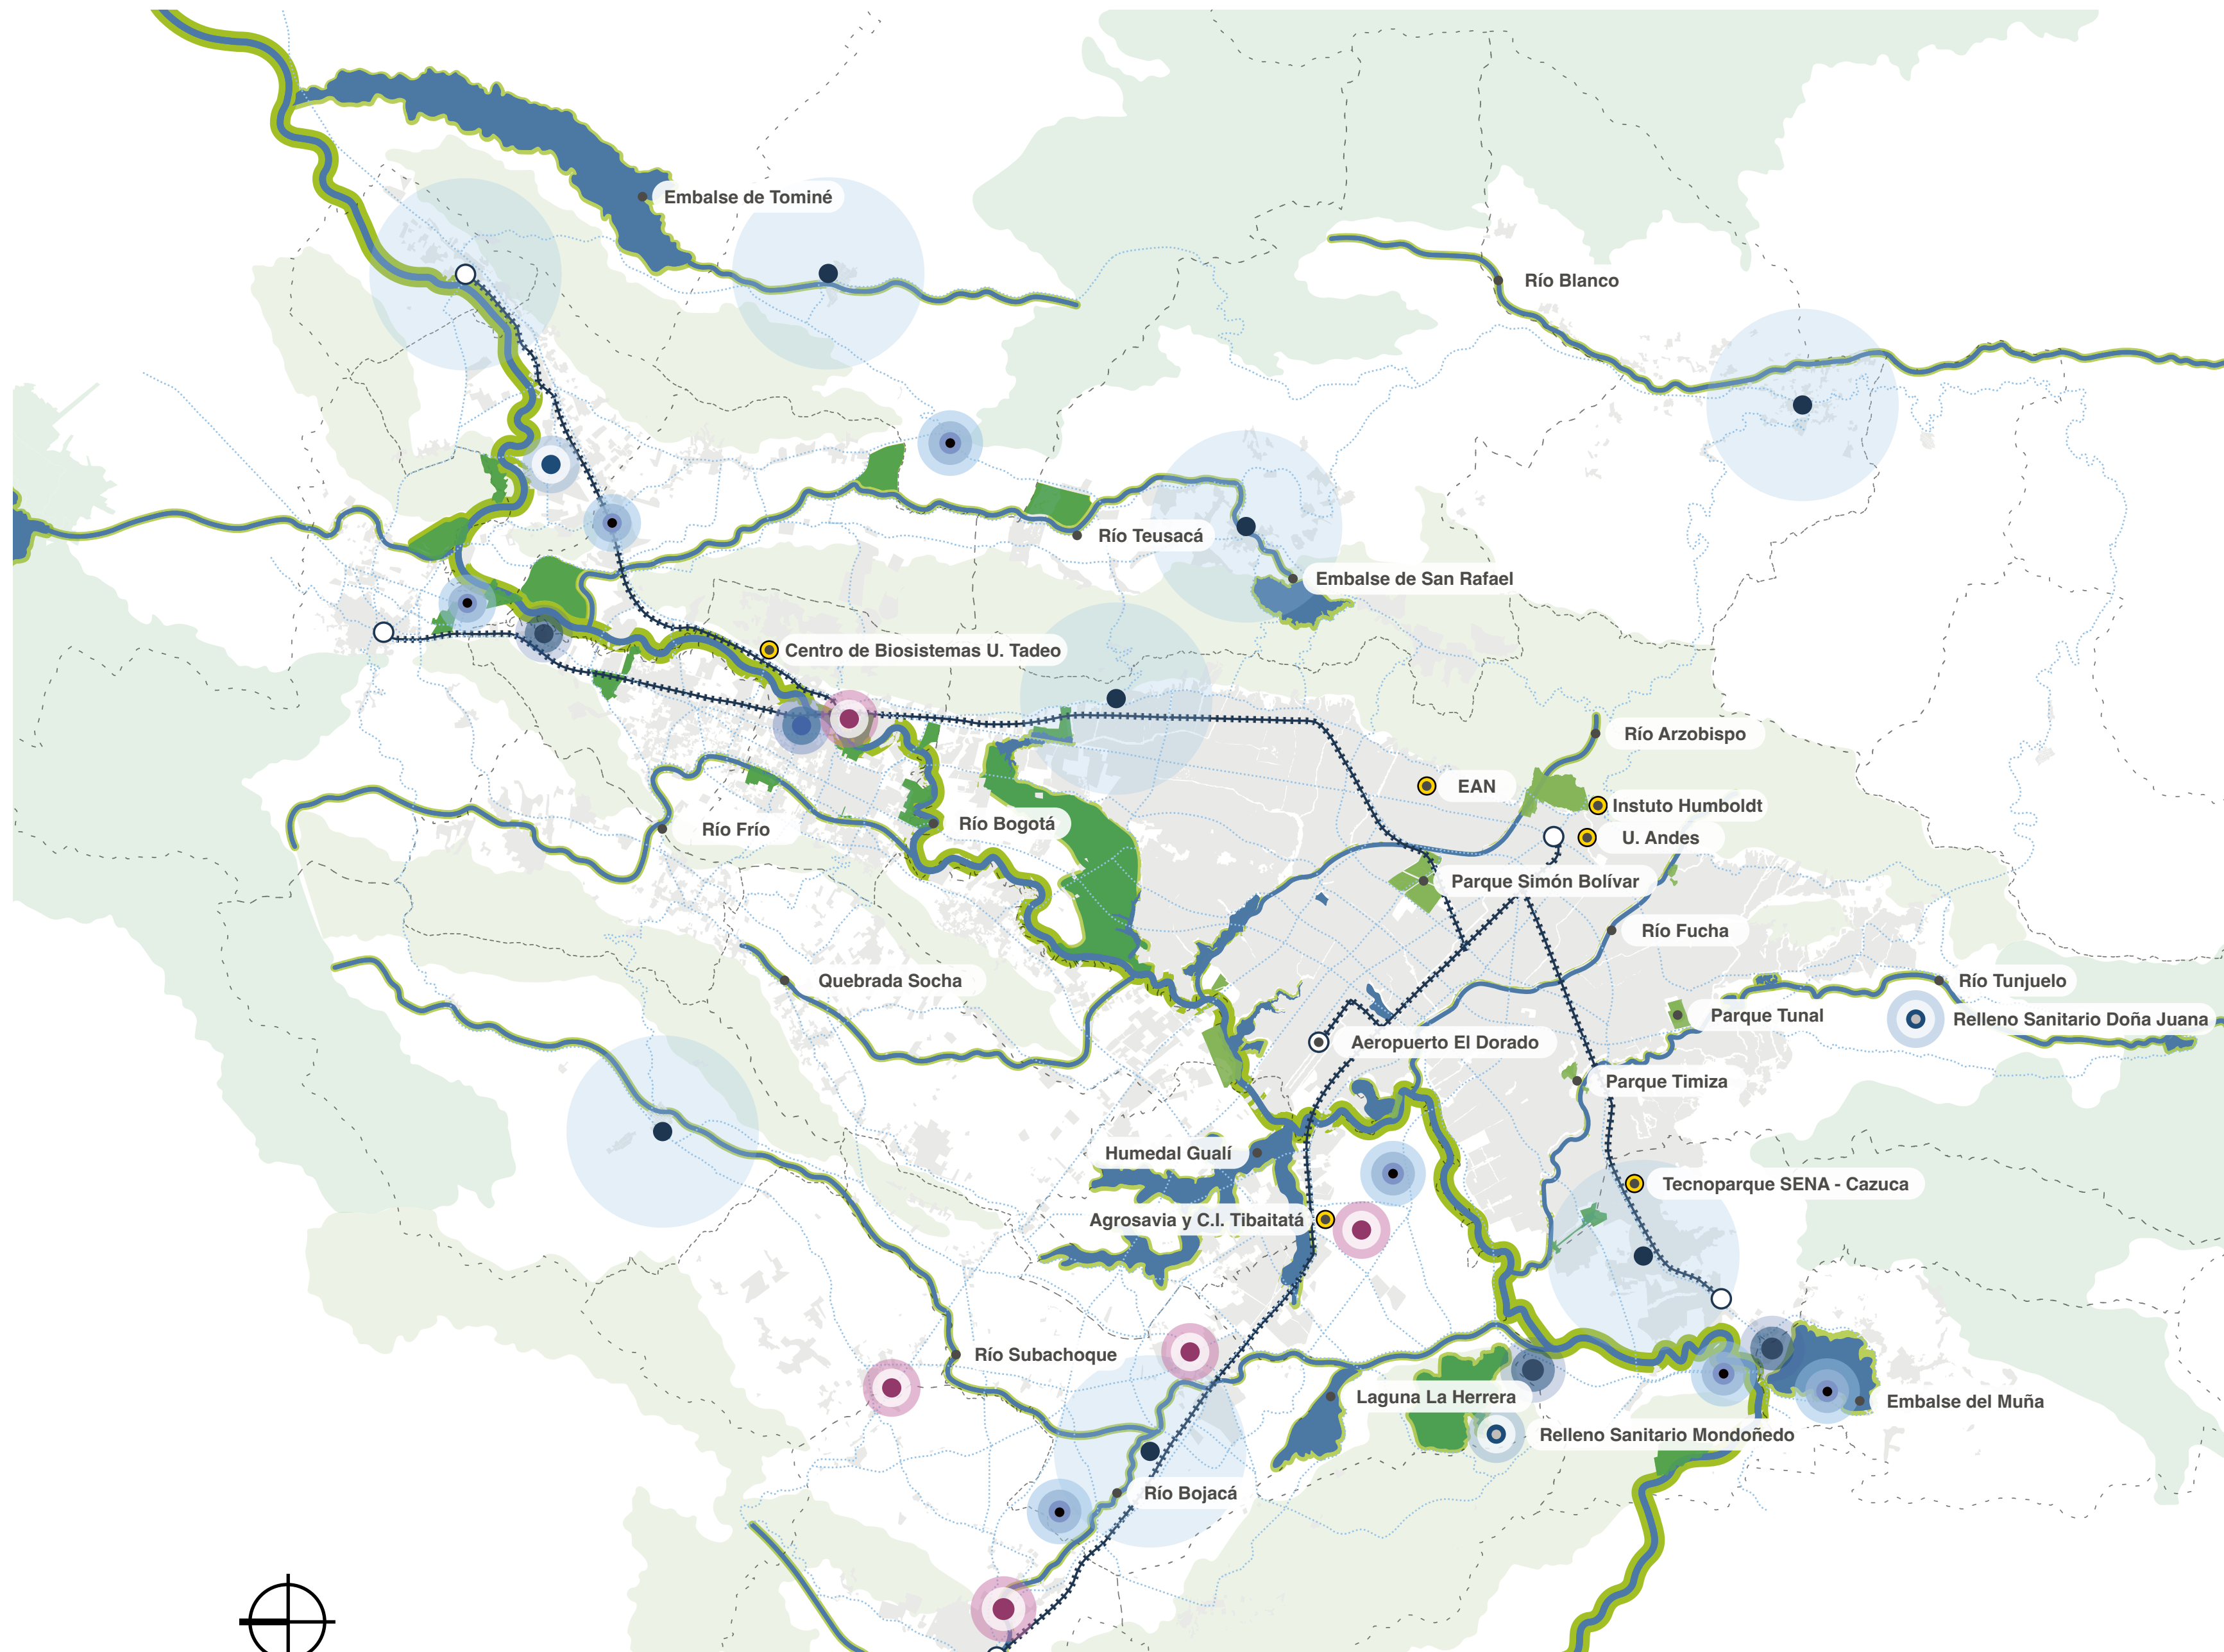 Embalse de Tominé
Río Blanco
Río Teusacá
Embalse de San Rafael
Centro de Biosistemas U. Tadeo
Río Arzobispo
EAN
Instuto Humboldt
Río Frío
Río Bogotá
U. Andes
Parque Simón Bolívar
Río Fucha
Quebrada Socha
Río Tunjuelo
Parque Tunal
Relleno Sanitario Doña Juana
Aeropuerto El Dorado
Parque Timiza
Humedal Gualí
Tecnoparque SENA - Cazuca
Agrosavia y C.I. Tibaitatá
Río Subachoque
Laguna La Herrera
Embalse del Muña
Relleno Sanitario Mondoñedo
Río Bojacá